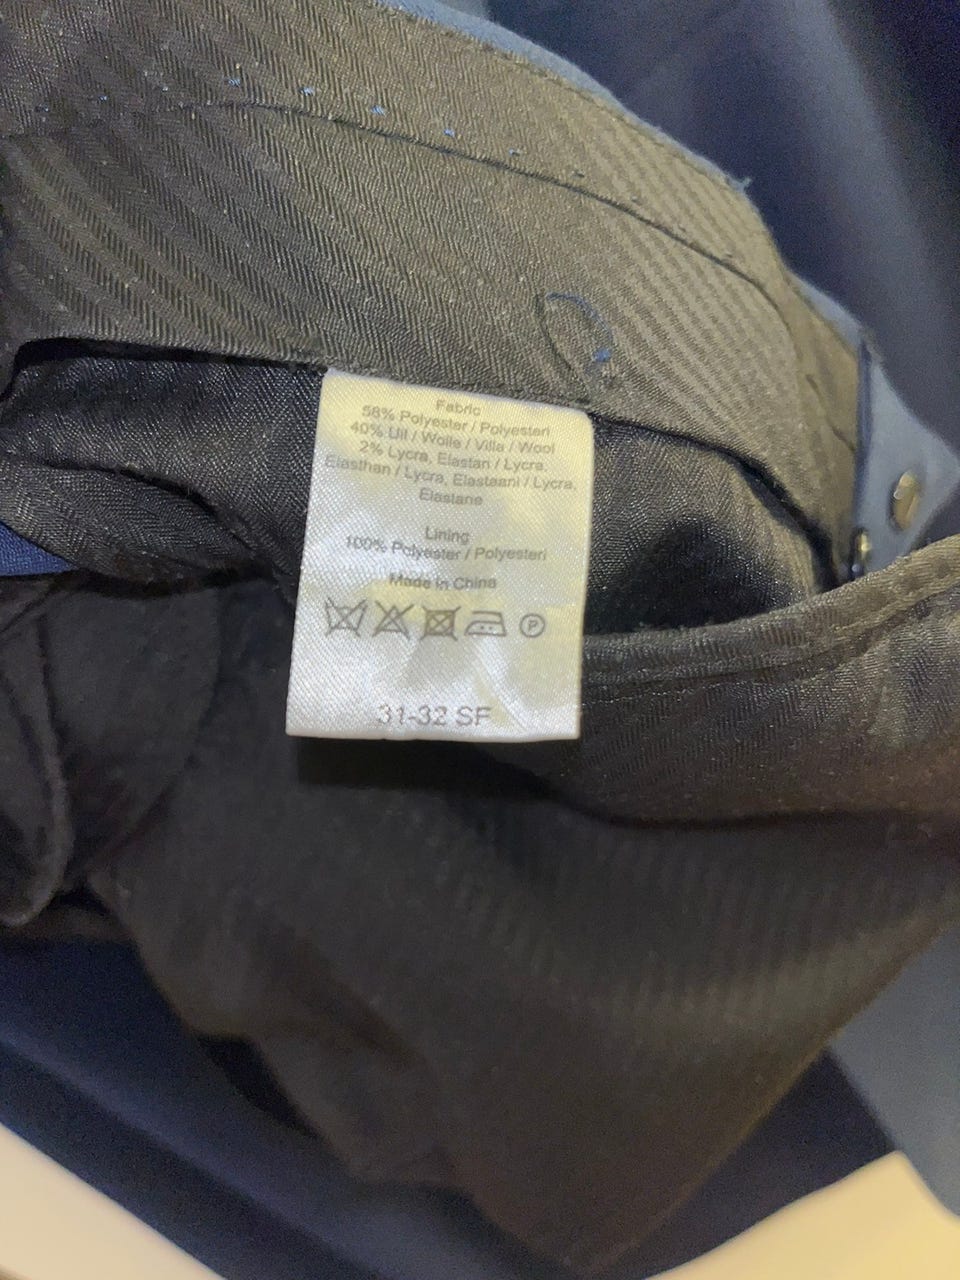 Fabric
58% Polyester / Polyesteri
40% Ull / Wolle / Villa / Wool
2% Lycra, Elastan / Lycra,
Elasthan / Lycra, Elastaani / Lycra,
Elastane
Lining
100% Polyester / Polyesteri
Made in China
P
31-32 SF